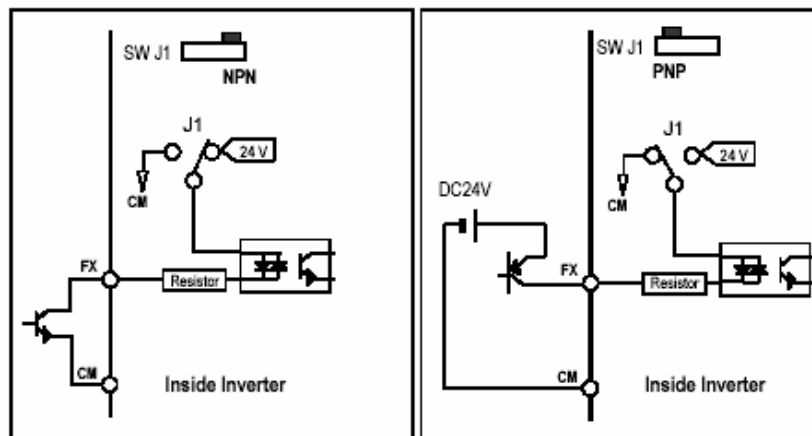 SW J1
NPN
J1
24 V
CM
FX
Resistor
CM
Inside Inverter
SW J1
PNP
J1
24 V
DC24V
CM
FX
Resistor
CM
Inside Inverter